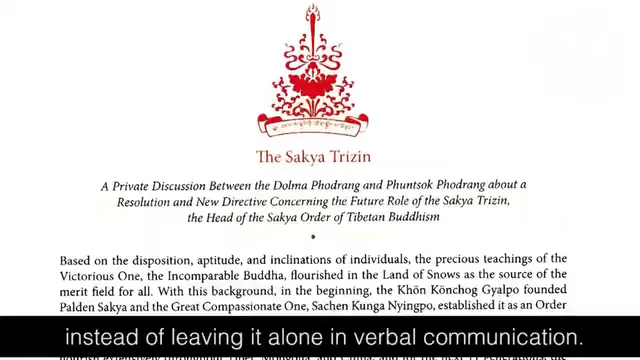 The Sakya Trizin
A Private Discussion Between the Dolma Phodrang and Phuntsok Phodrang about a
Resolution and New Directive Concerning the Future Role of the Sakya Trizin,
the Head of the Sakya Order of Tibetan Buddhism
Based on the disposition, aptitude, and inclinations of individuals, the precious teachings of the
Victorious One, the Incomparable Buddha, flourished in the Land of Snows as the source of the
merit field for all. With this background, in the beginning, the Khön Könchog Gyalpo founded
Palden Sakya and the Great Compassionate One, Sachen Kunga Nyingpo, established it as an Order
instead of leaving it alone in verbal communication.